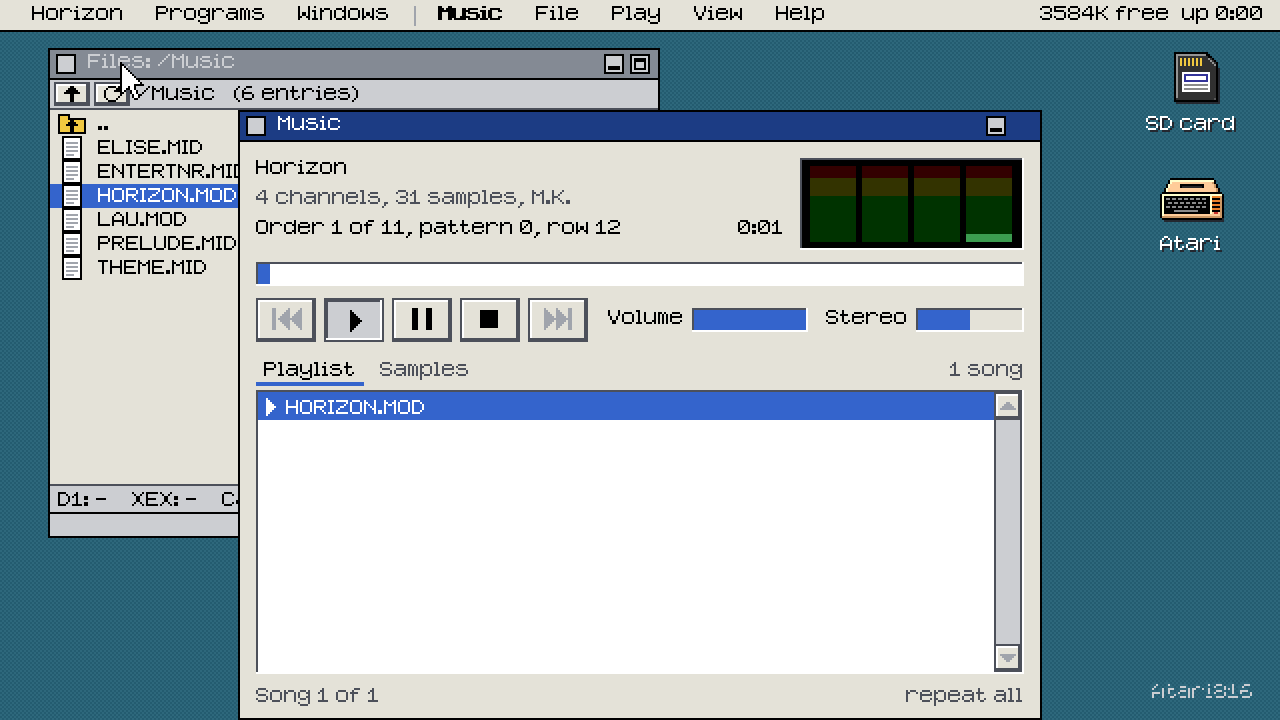 Horizon Programs Windows | Music File Play View Help 3584K free up 0:00
Files: /Music
/Music (6 entries)
..
ELISE.MID
ENTERTNR.MID
HORIZON.MOD
LAU.MOD
PRELUDE.MID
THEME.MID
D1: - XEX: -
Music
Horizon
4 channels, 31 samples, M.K.
Order 1 of 11, pattern 0, row 12 0:01
Volume Stereo
Playlist Samples 1 song
HORIZON.MOD
Song 1 of 1 repeat all
SD card
Atari
Atari816